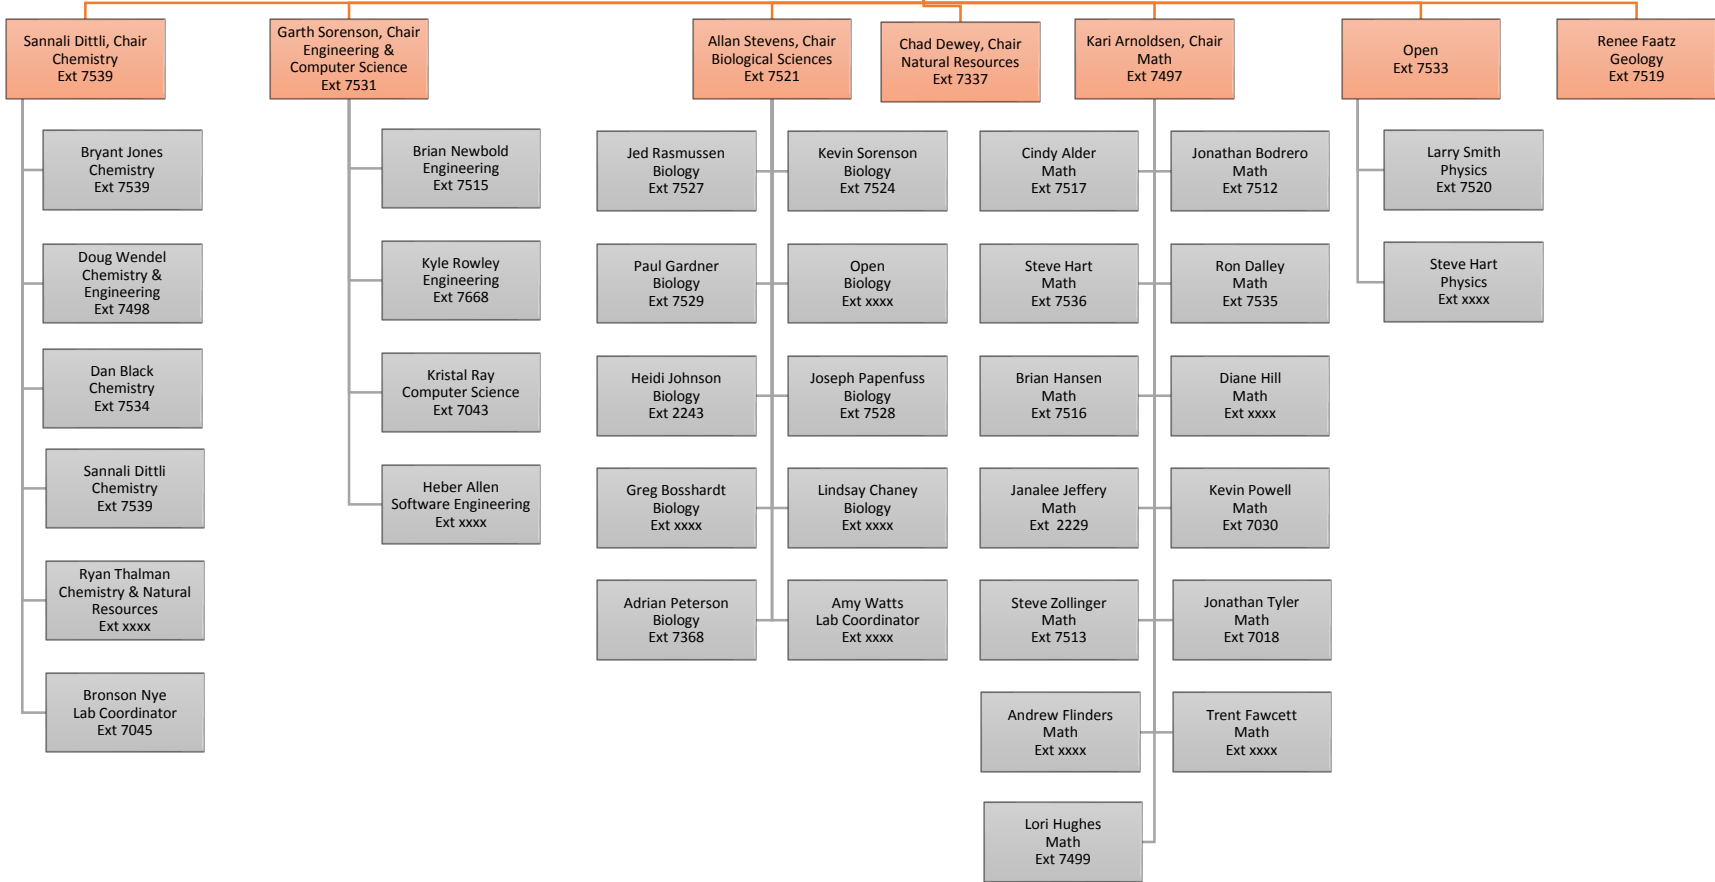 Sannali Dittli, Chair
Chemistry
Ext 7539
Garth Sorenson, Chair
Engineering &
Computer Science
Ext 7531
Allan Stevens, Chair
Biological Sciences
Ext 7521
Chad Dewey, Chair
Natural Resources
Ext 7337
Kari Arnoldsen, Chair
Math
Ext 7497
Open
Ext 7533
Renee Faatz
Geology
Ext 7519
Bryant Jones
Chemistry
Ext 7539
Doug Wendel
Chemistry &
Engineering
Ext 7498
Dan Black
Chemistry
Ext 7534
Sannali Dittli
Chemistry
Ext 7539
Ryan Thalman
Chemistry & Natural
Resources
Ext xxxx
Bronson Nye
Lab Coordinator
Ext 7045
Brian Newbold
Engineering
Ext 7515
Kyle Rowley
Engineering
Ext 7668
Kristal Ray
Computer Science
Ext 7043
Heber Allen
Software Engineering
Ext xxxx
Jed Rasmussen
Biology
Ext 7527
Kevin Sorenson
Biology
Ext 7524
Paul Gardner
Biology
Ext 7529
Open
Biology
Ext xxxx
Heidi Johnson
Biology
Ext 2243
Joseph Papenfuss
Biology
Ext 7528
Greg Bosshardt
Biology
Ext xxxx
Lindsay Chaney
Biology
Ext xxxx
Adrian Peterson
Biology
Ext 7368
Amy Watts
Lab Coordinator
Ext xxxx
Cindy Alder
Math
Ext 7517
Jonathan Bodrero
Math
Ext 7512
Steve Hart
Math
Ext 7536
Ron Dalley
Math
Ext 7535
Brian Hansen
Math
Ext 7516
Diane Hill
Math
Ext xxxx
Janalee Jeffery
Math
Ext 2229
Kevin Powell
Math
Ext 7030
Steve Zollinger
Math
Ext 7513
Jonathan Tyler
Math
Ext 7018
Andrew Flinders
Math
Ext xxxx
Trent Fawcett
Math
Ext xxxx
Lori Hughes
Math
Ext 7499
Larry Smith
Physics
Ext 7520
Steve Hart
Physics
Ext xxxx